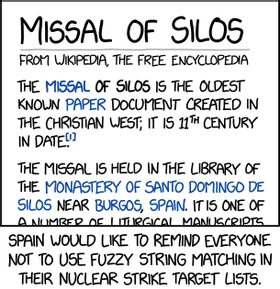 MISSAL OF SILOS
FROM WIKIPEDIA, THE FREE ENCYCLOPEDIA
THE MISSAL OF SILOS IS THE OLDEST
KNOWN PAPER DOCUMENT CREATED IN
THE CHRISTIAN WEST; IT IS 11TH CENTURY
IN DATE.[1]
THE MISSAL IS HELD IN THE LIBRARY OF
THE MONASTERY OF SANTO DOMINGO DE
SILOS NEAR BURGOS, SPAIN. IT IS ONE OF
A NUMBER OF LITURGICAL MANUSCRIPTS
SPAIN WOULD LIKE TO REMIND EVERYONE
NOT TO USE FUZZY STRING MATCHING IN
THEIR NUCLEAR STRIKE TARGET LISTS.